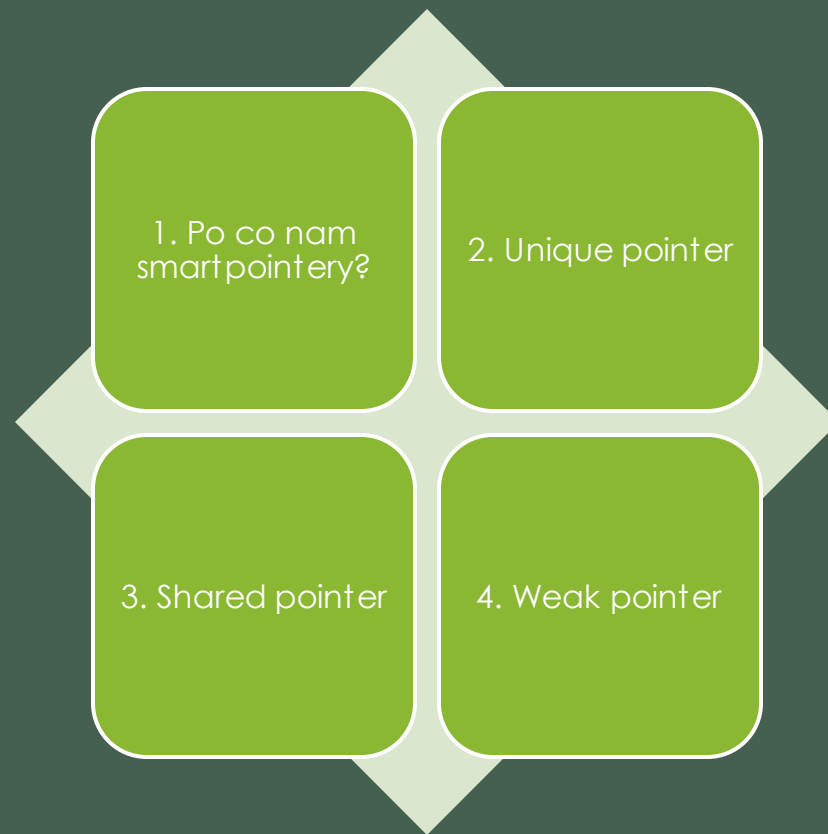 1. Po co nam
smartpointery?
2. Unique pointer
3. Shared pointer
4. Weak pointer